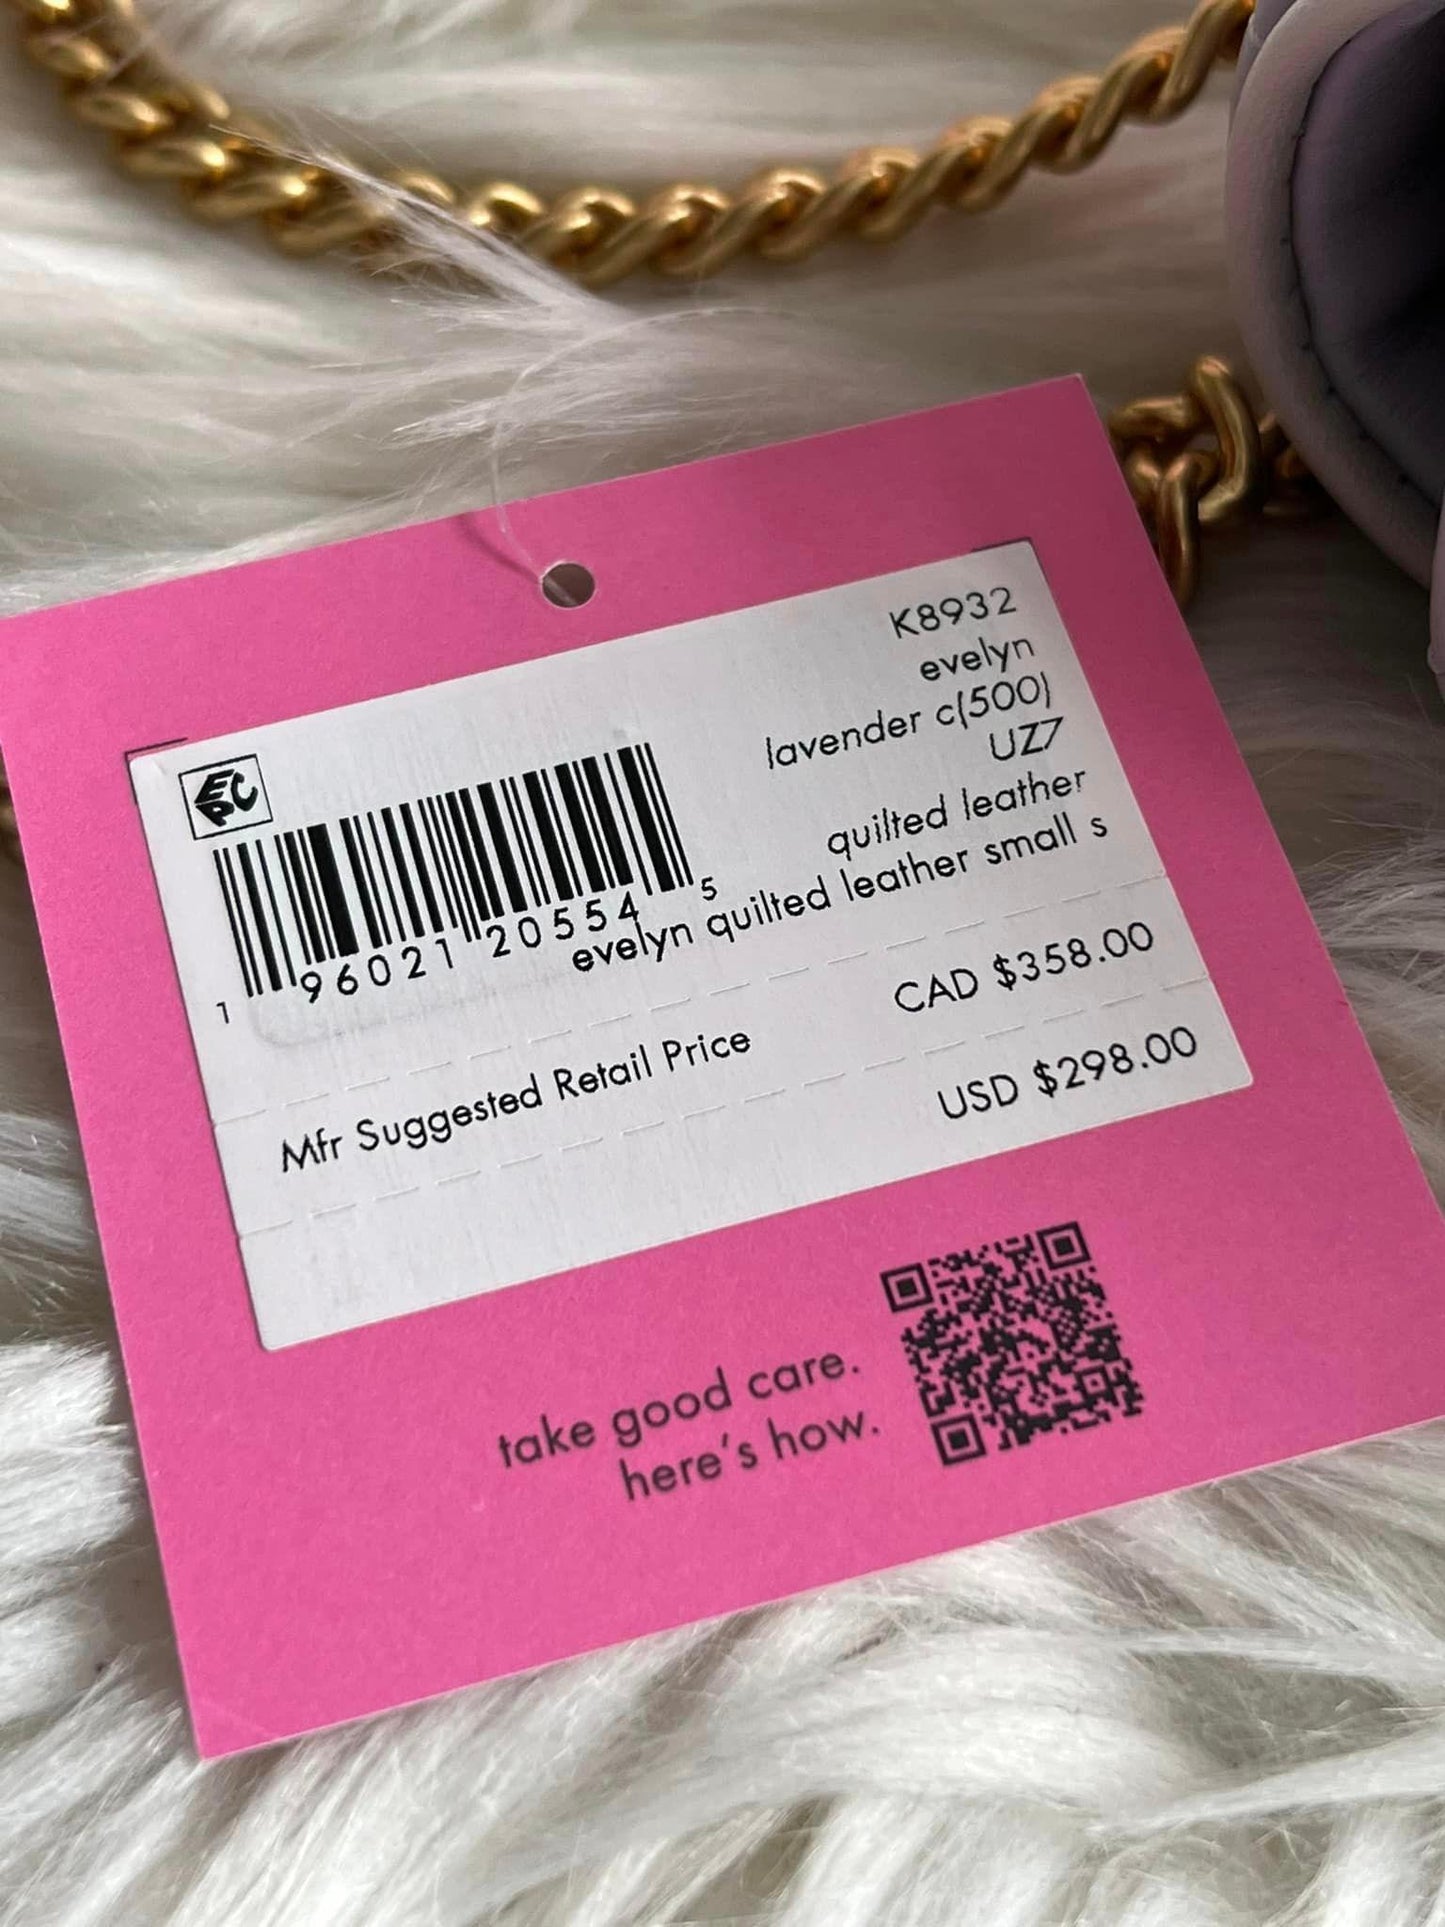 K8932
evelyn
lavender c(500)
UZ7
quilted leather
evelyn quilted leather small s
EPC
1 96021 20554 5
CAD $358.00
Mfr Suggested Retail Price
USD $298.00
take good care.
here's how.